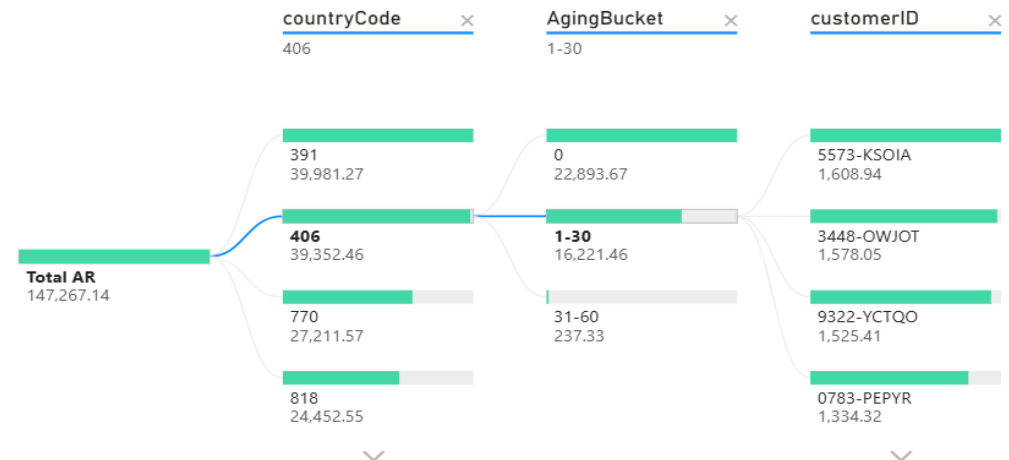 countryCode
406
AgingBucket
1-30
customerID
Total AR
147,267.14
391
39,981.27
406
39,352.46
770
27,211.57
818
24,452.55
0
22,893.67
1-30
16,221.46
31-60
237.33
5573-KSOIA
1,608.94
3448-OWJOT
1,578.05
9322-YCTQO
1,525.41
0783-PEPYR
1,334.32